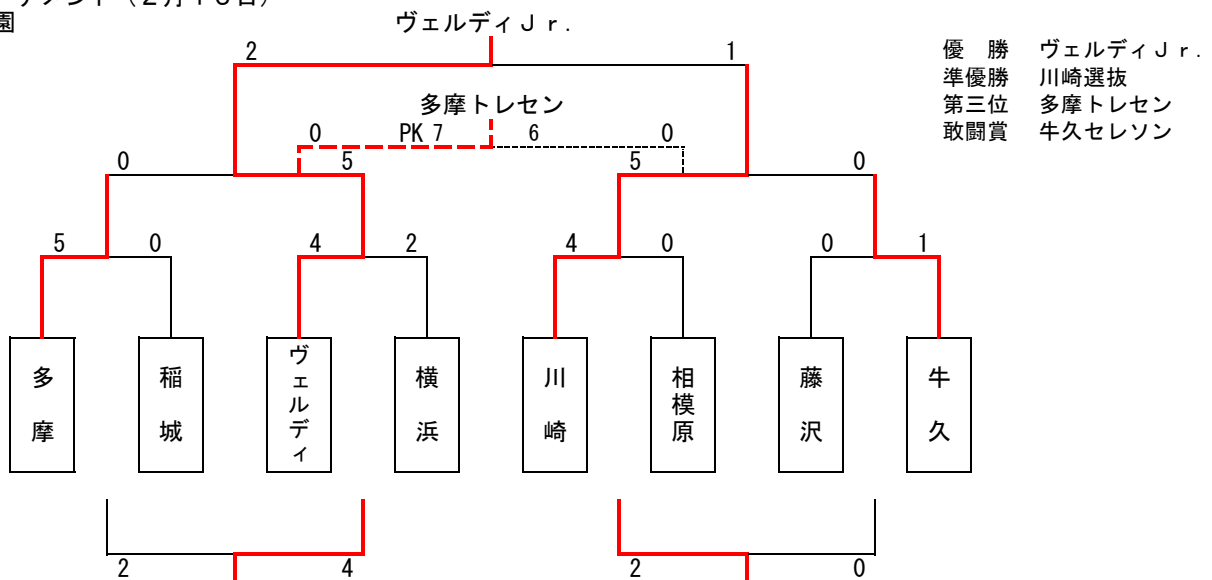 園
ヴェルディJr.
2 1
優 勝 ヴェルディJr.
準優勝 川崎選抜
第三位 多摩トレセン
敢闘賞 牛久セレソン
多摩トレセン
0 PK 7 6 0
0 5 5 0
5 0 4 2 4 0 0 1
多摩
稲城
ヴェルディ
横浜
川崎
相模原
藤沢
牛久
2 4 2 0